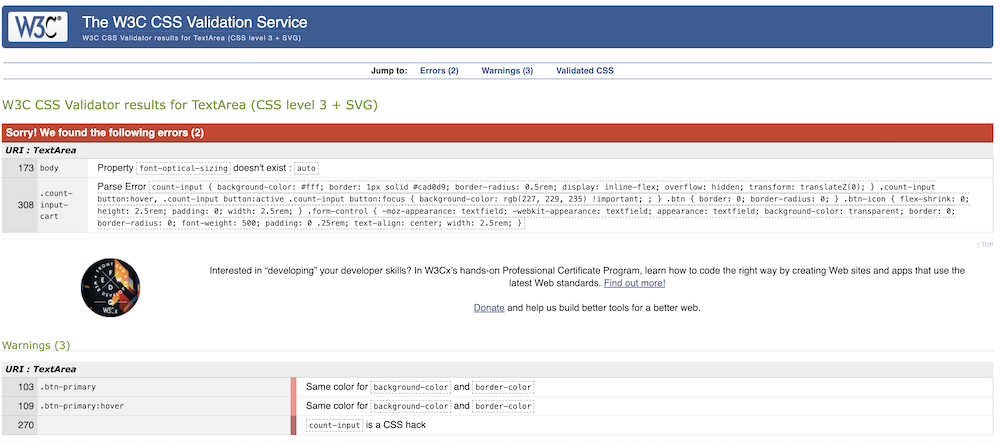 W3C®
The W3C CSS Validation Service
W3C CSS Validator results for TextArea (CSS level 3 + SVG)
Jump to: Errors (2) Warnings (3) Validated CSS
W3C CSS Validator results for TextArea (CSS level 3 + SVG)
Sorry! We found the following errors (2)
URI : TextArea
173 body Property font-optical-sizing doesn't exist : auto
308 .count-input-cart Parse Error count-input { background-color: #fff; border: 1px solid #cad0d9; border-radius: 0.5rem; display: inline-flex; overflow: hidden; transform: translateZ(0); } .count-input
button:hover, .count-input button:active .count-input button:focus { background-color: rgb(227, 229, 235) !important; ; } .btn { border: 0; border-radius: 0; } .btn-icon { flex-shrink: 0;
height: 2.5rem; padding: 0; width: 2.5rem; } .form-control { -moz-appearance: textfield; -webkit-appearance: textfield; appearance: textfield; background-color: transparent; border: 0;
border-radius: 0; font-weight: 500; padding: 0 .25rem; text-align: center; width: 2.5rem; }
↑ TOP
Interested in “developing” your developer skills? In W3Cx's hands-on Professional Certificate Program, learn how to code the right way by creating Web sites and apps that use the
latest Web standards. Find out more!
Donate and help us build better tools for a better web.
Warnings (3)
URI : TextArea
103 .btn-primary Same color for background-color and border-color
109 .btn-primary:hover Same color for background-color and border-color
270 count-input is a CSS hack